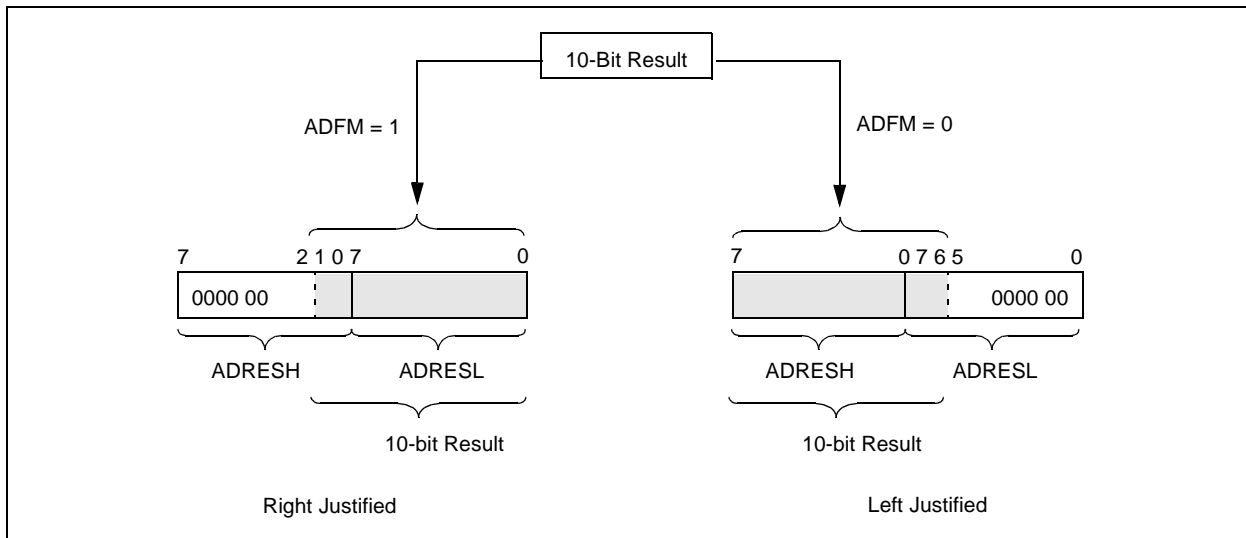 10-Bit Result
ADFM = 1
ADFM = 0
7 2 1 0 7 0
7 0 7 6 5 0
0000 00
0000 00
ADRESH ADRESL
ADRESH ADRESL
10-bit Result
10-bit Result
Right Justified
Left Justified